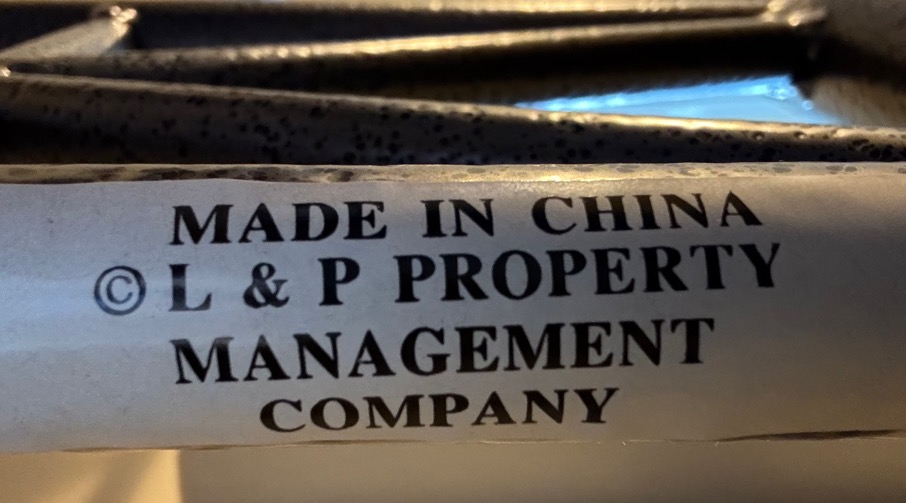 MADE IN CHINA
© L & P PROPERTY
MANAGEMENT
COMPANY